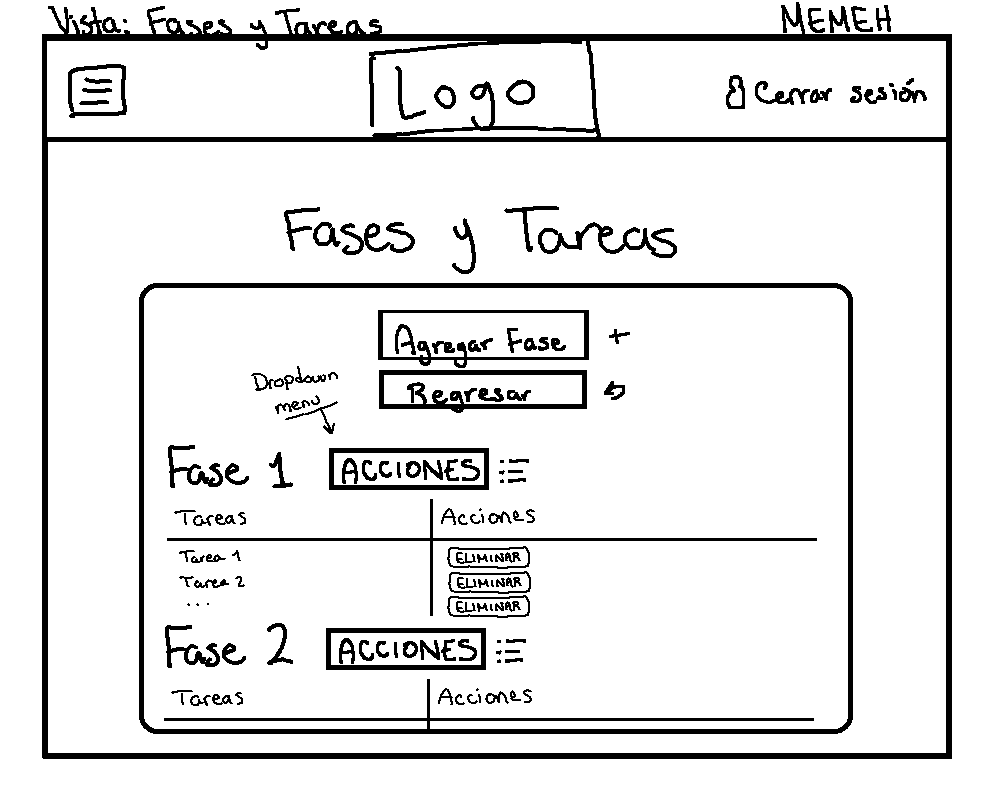 Vista: Fases y Tareas MEMEH
Logo
Cerrar sesión
Fases y Tareas
Agregar Fase +
Regresar
Dropdown
menu
Fase 1 ACCIONES
Tareas Acciones
Tarea 1 ELIMINAR
Tarea 2 ELIMINAR
... ELIMINAR
Fase 2 ACCIONES
Tareas Acciones